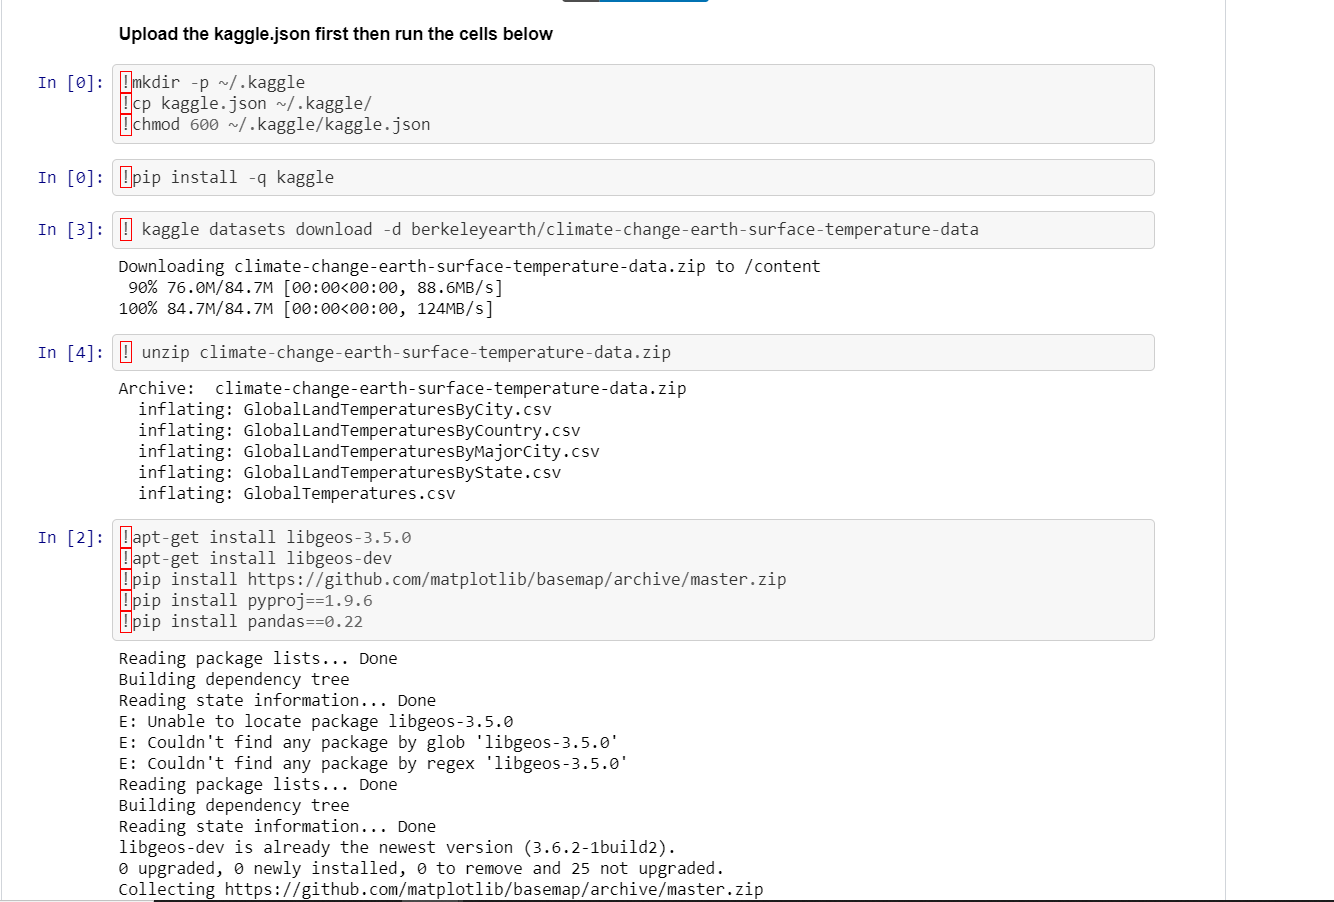 Upload the kaggle.json first then run the cells below
In [0]: !mkdir -p ~/.kaggle
!cp kaggle.json ~/.kaggle/
!chmod 600 ~/.kaggle/kaggle.json
In [0]: !pip install -q kaggle
In [3]: ! kaggle datasets download -d berkeleyearth/climate-change-earth-surface-temperature-data
Downloading climate-change-earth-surface-temperature-data.zip to /content
90% 76.0M/84.7M [00:00<00:00, 88.6MB/s]
100% 84.7M/84.7M [00:00<00:00, 124MB/s]
In [4]: ! unzip climate-change-earth-surface-temperature-data.zip
Archive:  climate-change-earth-surface-temperature-data.zip
inflating: GlobalLandTemperaturesByCity.csv
inflating: GlobalLandTemperaturesByCountry.csv
inflating: GlobalLandTemperaturesByMajorCity.csv
inflating: GlobalLandTemperaturesByState.csv
inflating: GlobalTemperatures.csv
In [2]: !apt-get install libgeos-3.5.0
!apt-get install libgeos-dev
!pip install https://github.com/matplotlib/basemap/archive/master.zip
!pip install pyproj==1.9.6
!pip install pandas==0.22
Reading package lists... Done
Building dependency tree
Reading state information... Done
E: Unable to locate package libgeos-3.5.0
E: Couldn't find any package by glob 'libgeos-3.5.0'
E: Couldn't find any package by regex 'libgeos-3.5.0'
Reading package lists... Done
Building dependency tree
Reading state information... Done
libgeos-dev is already the newest version (3.6.2-1build2).
0 upgraded, 0 newly installed, 0 to remove and 25 not upgraded.
Collecting https://github.com/matplotlib/basemap/archive/master.zip